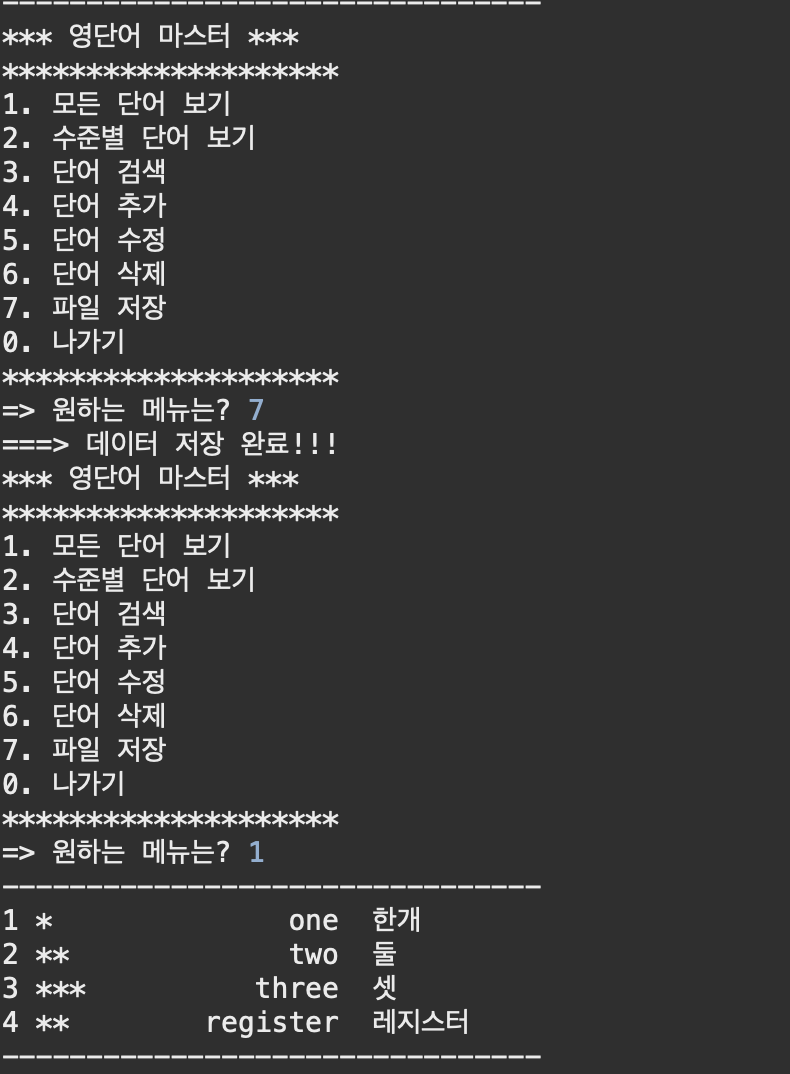 --------------------------------
*** 영단어 마스터 ***
********************
1. 모든 단어 보기
2. 수준별 단어 보기
3. 단어 검색
4. 단어 추가
5. 단어 수정
6. 단어 삭제
7. 파일 저장
0. 나가기
********************
=> 원하는 메뉴는? 7
===> 데이터 저장 완료!!!
*** 영단어 마스터 ***
********************
1. 모든 단어 보기
2. 수준별 단어 보기
3. 단어 검색
4. 단어 추가
5. 단어 수정
6. 단어 삭제
7. 파일 저장
0. 나가기
********************
=> 원하는 메뉴는? 1
--------------------------------
1 *              one  한개
2 **             two  둘
3 ***          three  셋
4 **        register  레지스터
--------------------------------